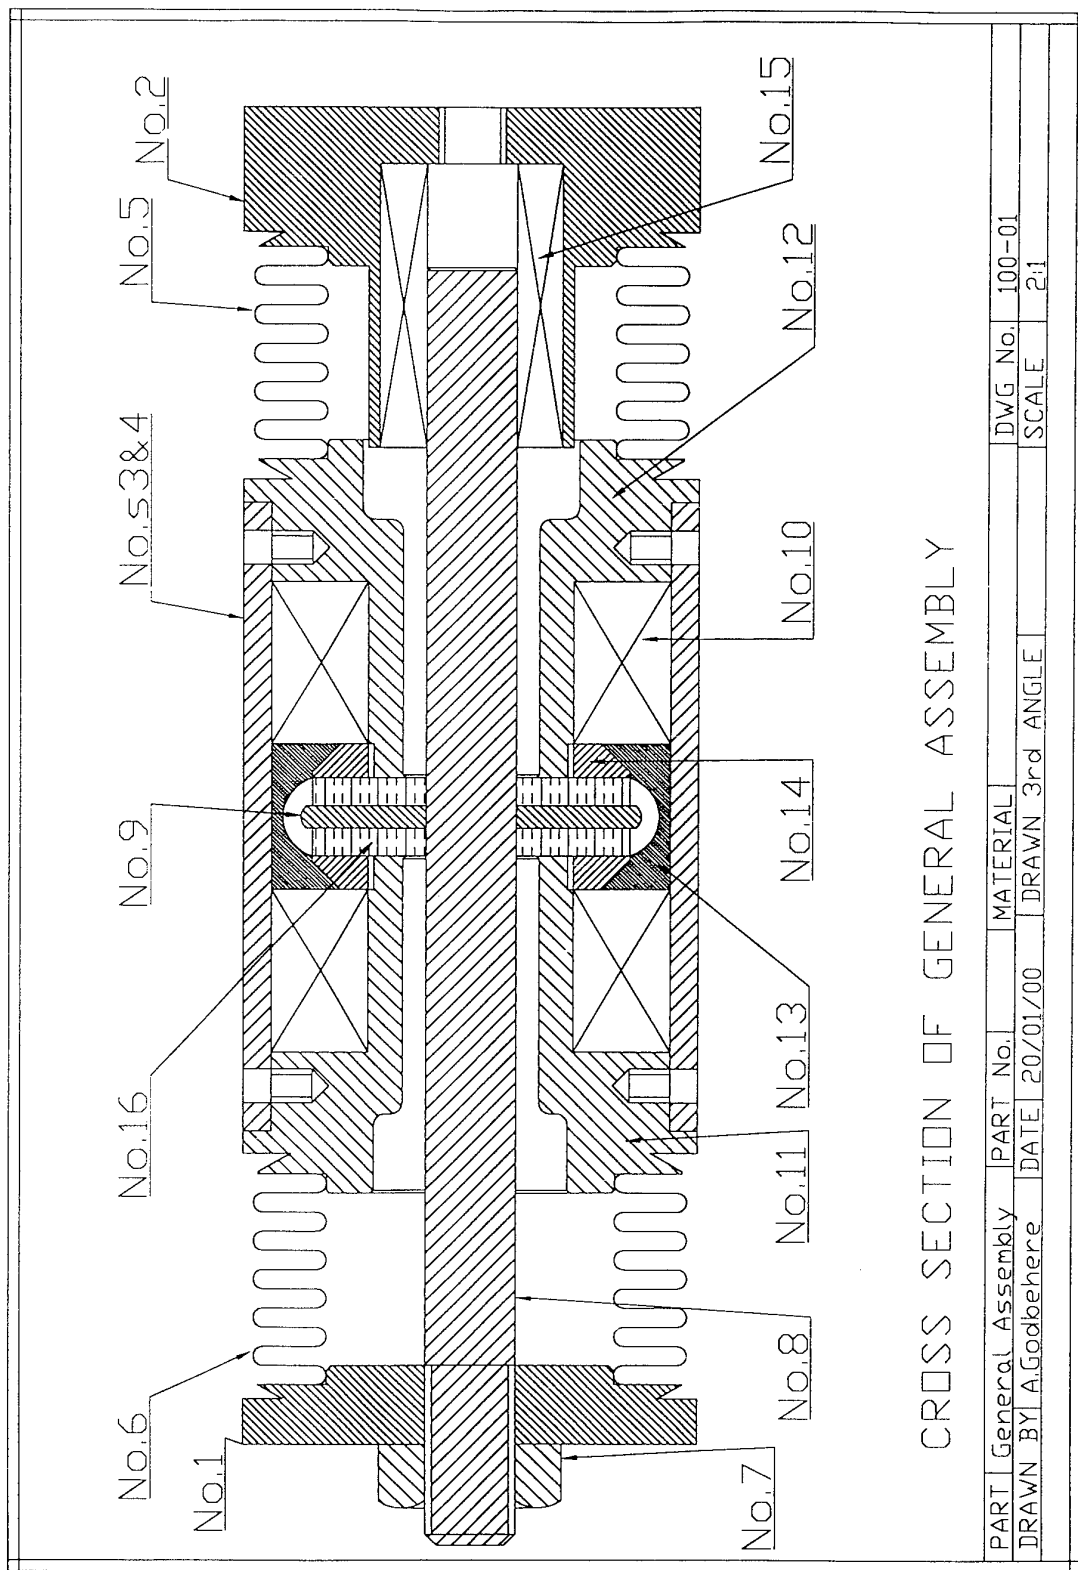 No.1
No.6
No.16
No.9
No.s3&4
No.5
No.2
No.7
No.8
No.11
No.13
No.14
No.10
No.12
No.15
CROSS SECTION OF GENERAL ASSEMBLY
PART General Assembly PART No. MATERIAL DWG No. 100-01
DRAWN BY A.Godbehere DATE 20/01/00 DRAWN 3rd ANGLE SCALE 2:1